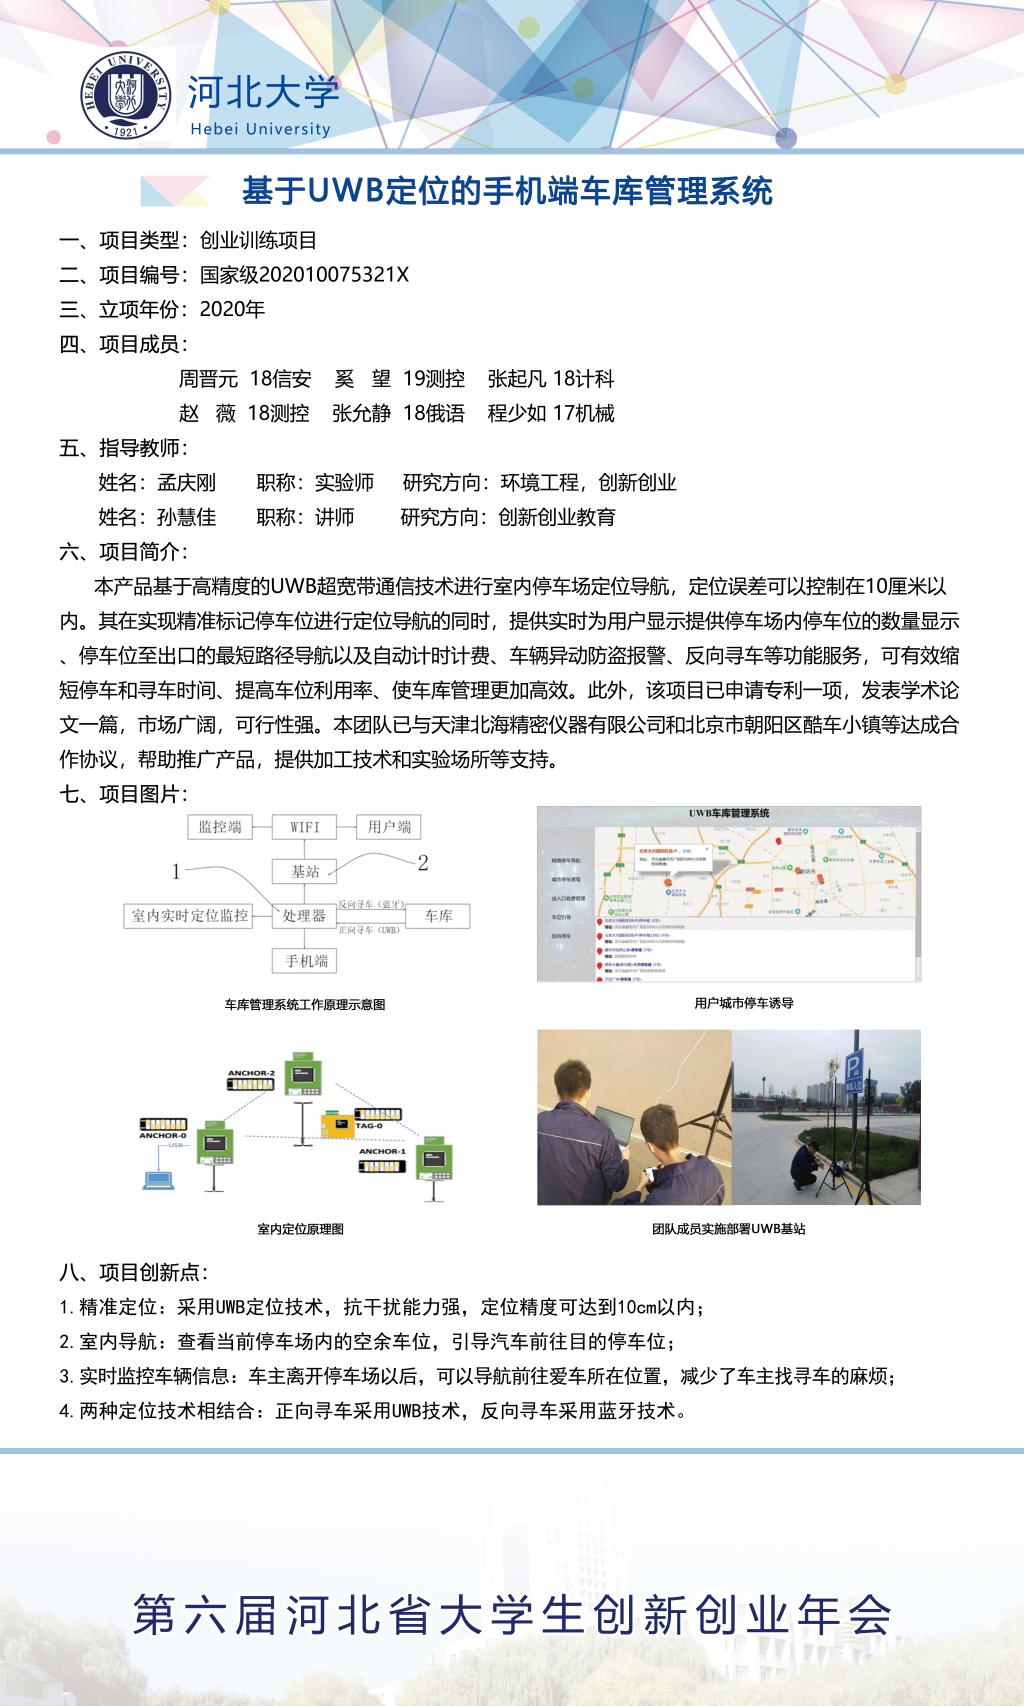 HEBEI UNIVERSITY
1921
河北大学
Hebei University
基于UWB定位的手机端车库管理系统
一、项目类型：创业训练项目
二、项目编号：国家级202010075321X
三、立项年份：2020年
四、项目成员：
周晋元 18信安 奚 望 19测控 张起凡 18计科
赵 薇 18测控 张允静 18俄语 程少如 17机械
五、指导教师：
姓名：孟庆刚 职称：实验师 研究方向：环境工程，创新创业
姓名：孙慧佳 职称：讲师 研究方向：创新创业教育
六、项目简介：
本产品基于高精度的UWB超宽带通信技术进行室内停车场定位导航，定位误差可以控制在10厘米以
内。其在实现精准标记停车位进行定位导航的同时，提供实时为用户显示提供停车场内停车位的数量显示
、停车位至出口的最短路径导航以及自动计时计费、车辆异动防盗报警、反向寻车等功能服务，可有效缩
短停车和寻车时间、提高车位利用率、使车库管理更加高效。此外，该项目已申请专利一项，发表学术论
文一篇，市场广阔，可行性强。本团队已与天津北海精密仪器有限公司和北京市朝阳区酷车小镇等达成合
作协议，帮助推广产品，提供加工技术和实验场所等支持。
七、项目图片：
监控端 WIFI 用户端
1 基站 2
室内实时定位监控 处理器 反向寻车（蓝牙） 车库
正向寻车（UWB）
手机端
车库管理系统工作原理示意图
UWB车库管理系统
网络停车导航
城市停车诱导
出入口收费管理
车位引导
反向停车
用户城市停车诱导
ANCHOR-2
ANCHOR-0
TAG-0
USB
ANCHOR-1
室内定位原理图
P
团队成员实施部署UWB基站
八、项目创新点：
1.精准定位：采用UWB定位技术，抗干扰能力强，定位精度可达到10cm以内；
2.室内导航：查看当前停车场内的空余车位，引导汽车前往目的停车位；
3.实时监控车辆信息：车主离开停车场以后，可以导航前往爱车所在位置，减少了车主找寻车的麻烦；
4.两种定位技术相结合：正向寻车采用UWB技术，反向寻车采用蓝牙技术。
第六届河北省大学生创新创业年会